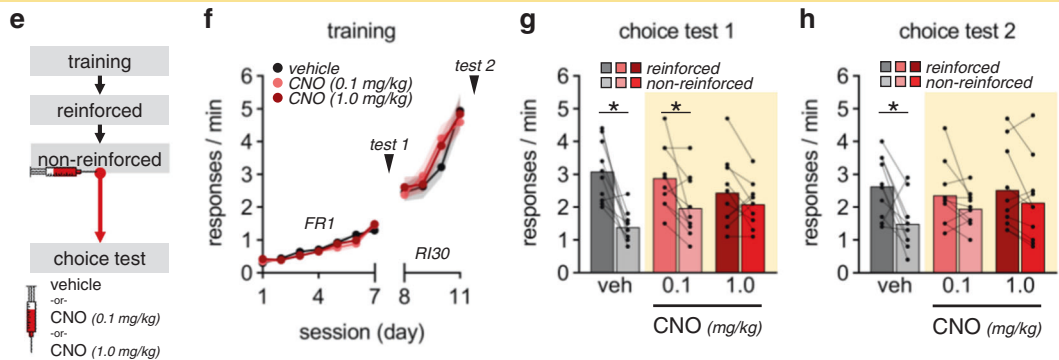 e
training
reinforced
non-reinforced
choice test
vehicle
-or-
CNO (0.1 mg/kg)
-or-
CNO (1.0 mg/kg)
f
training
vehicle
CNO (0.1 mg/kg)
CNO (1.0 mg/kg)
test 1
test 2
FR1
RI30
responses / min
6
5
4
3
2
1
0
1 4 7 8 11
session (day)
g
choice test 1
reinforced
non-reinforced
* *
responses / min
6
5
4
3
2
1
0
veh 0.1 1.0
CNO (mg/kg)
h
choice test 2
reinforced
non-reinforced
*
responses / min
6
5
4
3
2
1
0
veh 0.1 1.0
CNO (mg/kg)